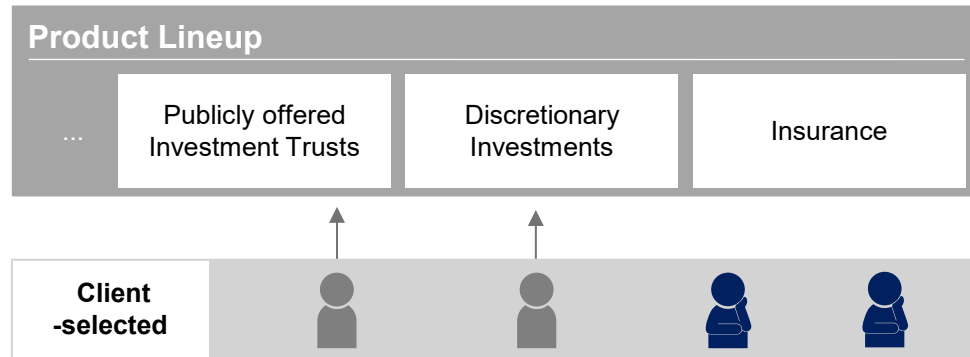 Product Lineup
...
Publicly offered
Investment Trusts
Discretionary
Investments
Insurance
Client
-selected